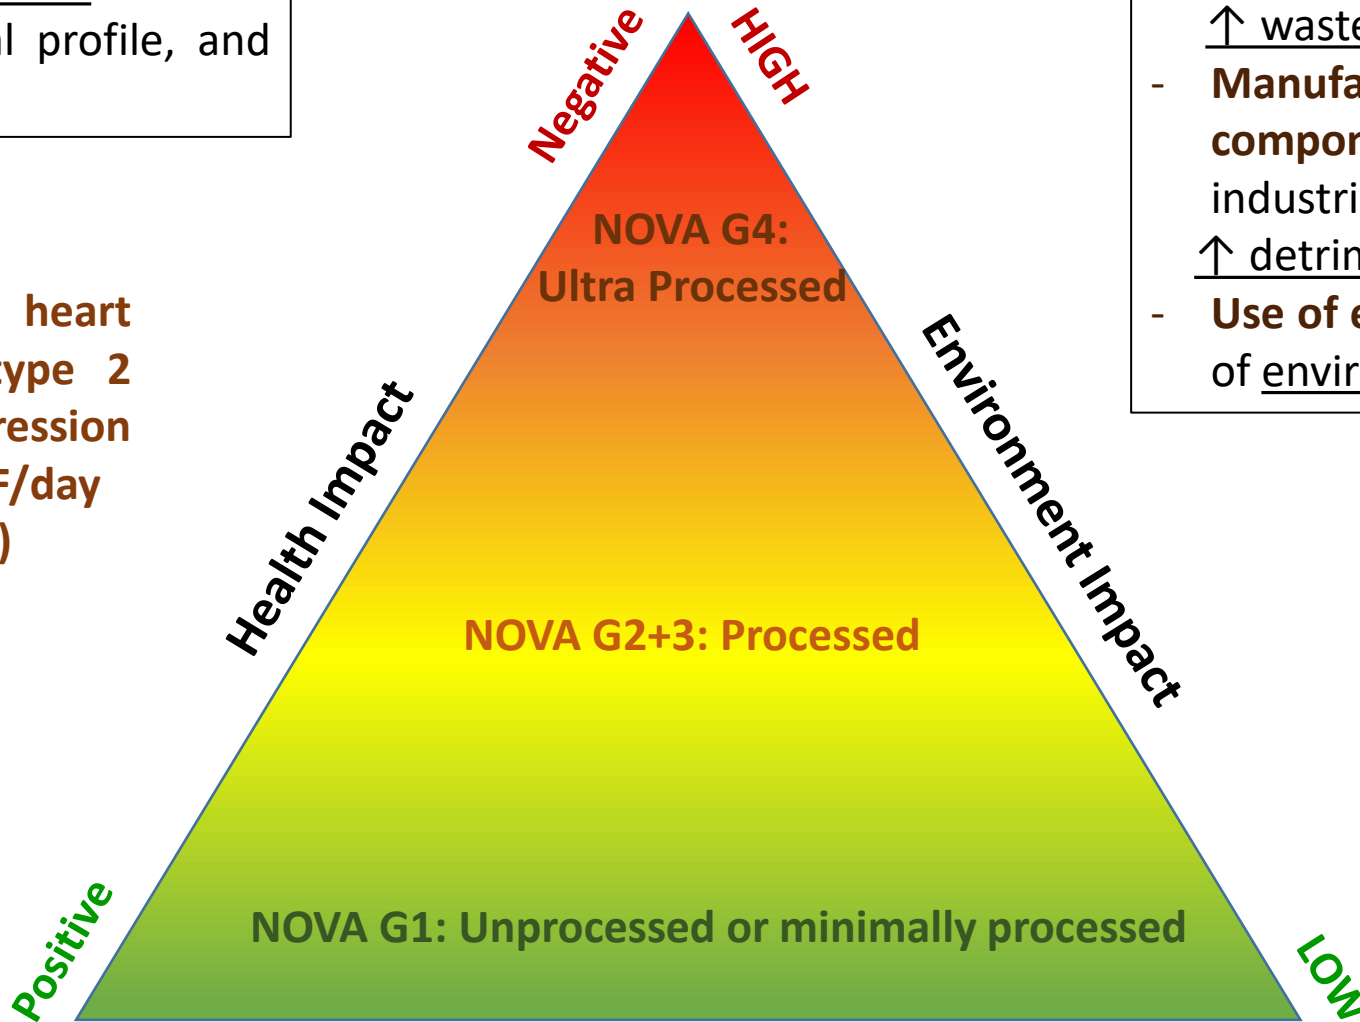 l profile, and
heart
type 2
ression
F/day
)
Negative
HIGH
NOVA G4:
Ultra Processed
Health Impact
Environment Impact
NOVA G2+3: Processed
NOVA G1: Unprocessed or minimally processed
Positive
LOW
↑ waste
- Manufa
compor
industri
↑ detrin
- Use of e
of envir